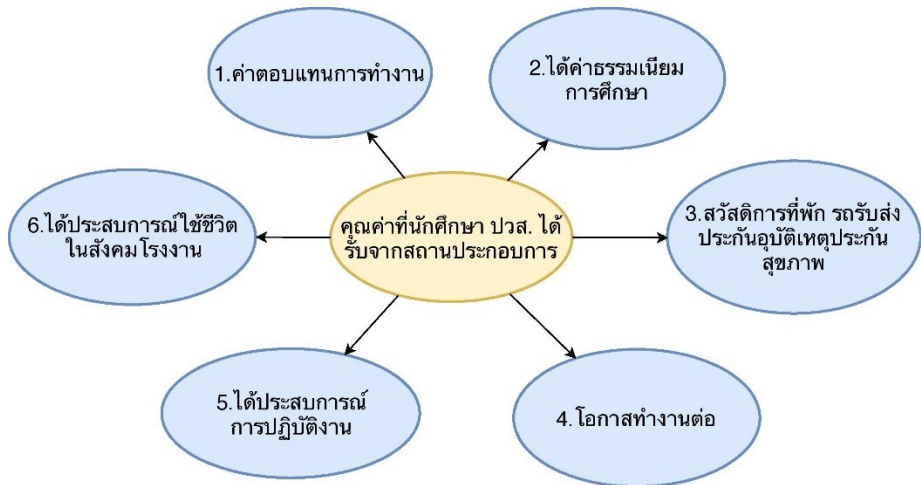 1.ค่าตอบแทนการทำงาน
2.ได้ค่าธรรมเนียม
การศึกษา
คุณค่าที่นักศึกษา ปวส. ได้
รับจากสถานประกอบการ
3.สวัสดิการที่พัก รถรับส่ง
ประกันอุบัติเหตุประกัน
สุขภาพ
4.โอกาสทำงานต่อ
5.ได้ประสบการณ์
การปฏิบัติงาน
6.ได้ประสบการณ์ใช้ชีวิต
ในสังคมโรงงาน